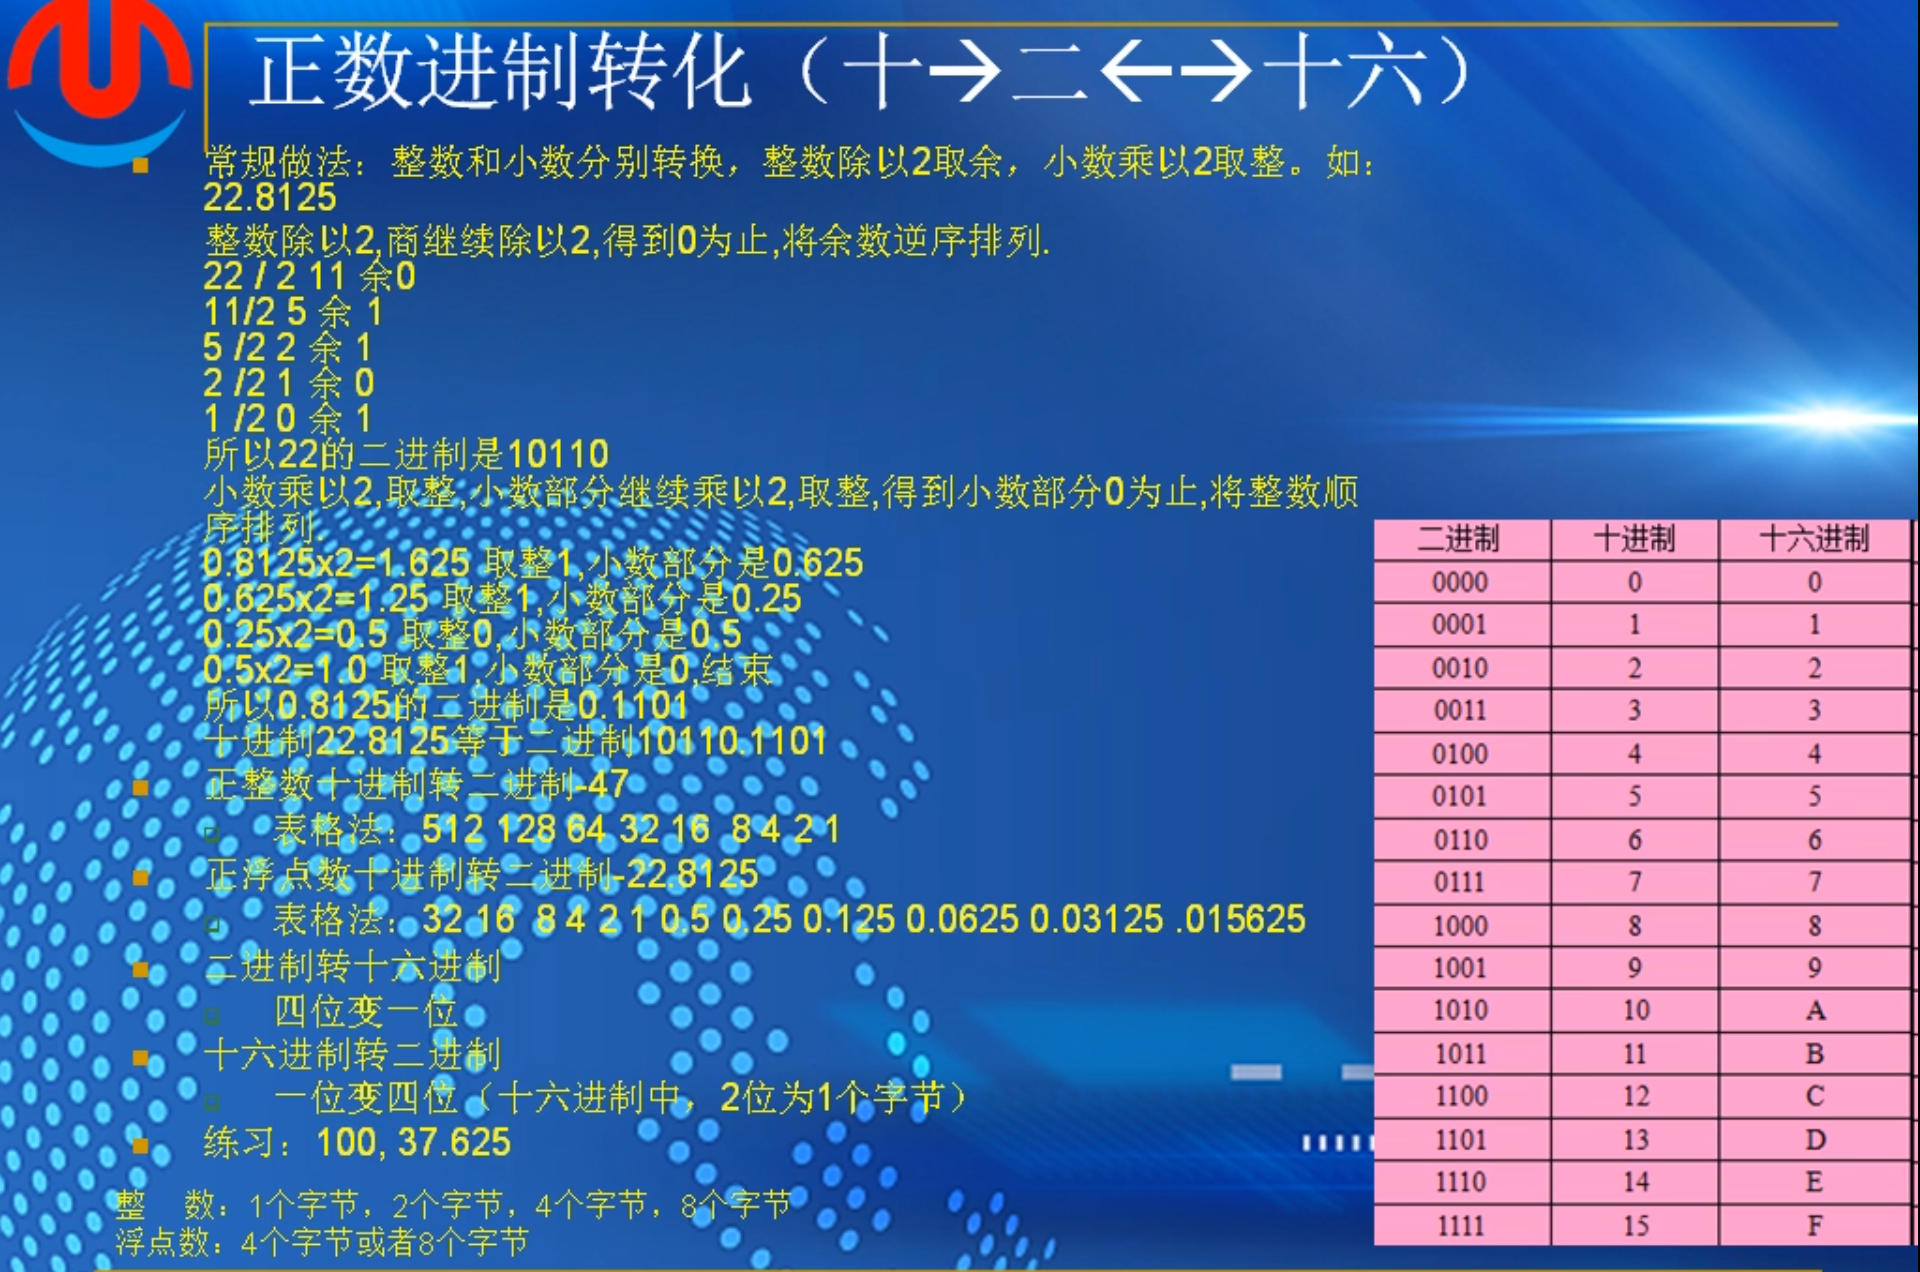 正数进制转化（十→二←→十六）
常规做法：整数和小数分别转换，整数除以2取余，小数乘以2取整。如：
22.8125
整数除以2,商继续除以2,得到0为止,将余数逆序排列.
22 / 2 11 余0
11/2 5 余 1
5 /2 2 余 1
2 /2 1 余 0
1 /2 0 余 1
所以22的二进制是10110
小数乘以2,取整,小数部分继续乘以2,取整,得到小数部分0为止,将整数顺
序排列.
0.8125x2=1.625 取整1,小数部分是0.625
0.625x2=1.25 取整1,小数部分是0.25
0.25x2=0.5 取整0,小数部分是0.5
0.5x2=1.0 取整1,小数部分是0,结束
所以0.8125的二进制是0.1101
十进制22.8125等于二进制10110.1101
正整数十进制转二进制-47
表格法：512 128 64 32 16 8 4 2 1
正浮点数十进制转二进制-22.8125
表格法：32 16 8 4 2 1 0.5 0.25 0.125 0.0625 0.03125 .015625
二进制转十六进制
四位变一位
十六进制转二进制
一位变四位（十六进制中，2位为1个字节）
练习：100, 37.625
整 数：1个字节，2个字节，4个字节，8个字节
浮点数：4个字节或者8个字节
二进制 十进制 十六进制
0000 0 0
0001 1 1
0010 2 2
0011 3 3
0100 4 4
0101 5 5
0110 6 6
0111 7 7
1000 8 8
1001 9 9
1010 10 A
1011 11 B
1100 12 C
1101 13 D
1110 14 E
1111 15 F